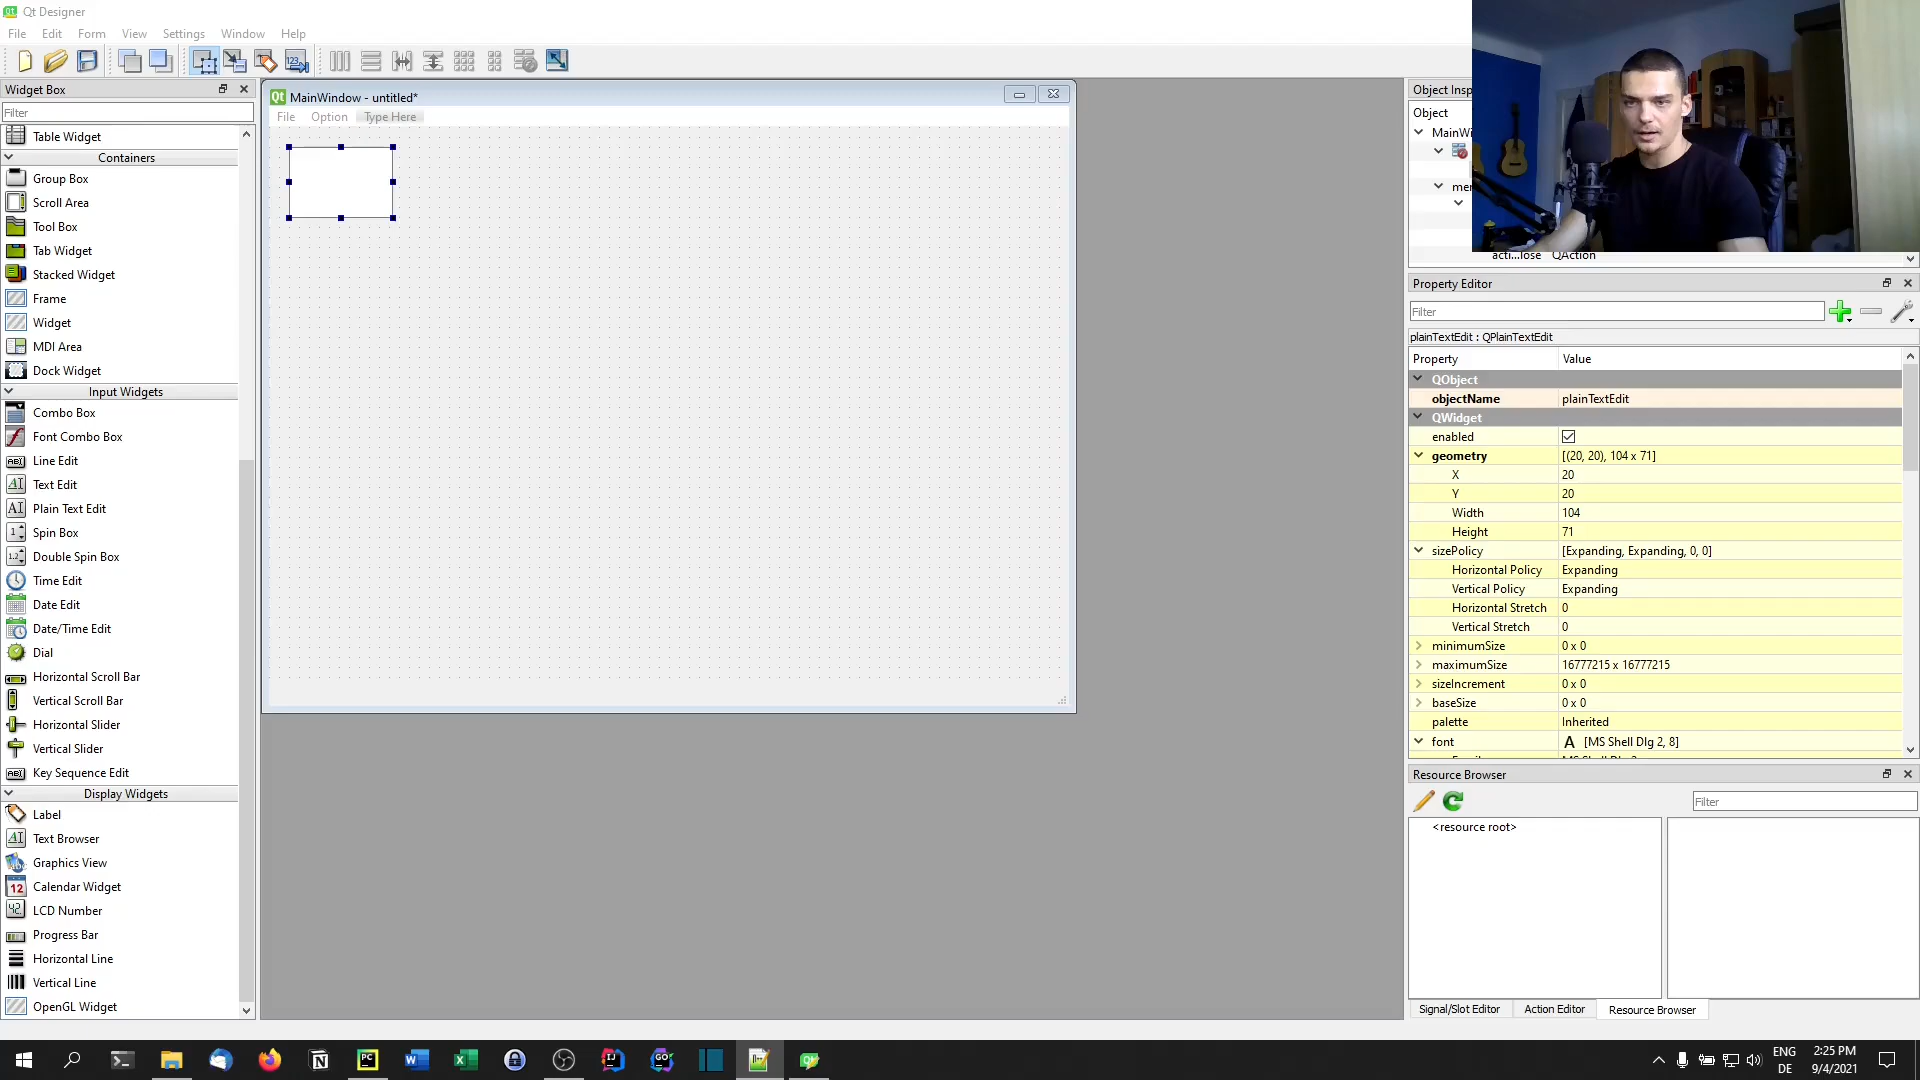 Qt Designer
File Edit Form View Settings Window Help
Widget Box
Filter
Table Widget
Containers
Group Box
Scroll Area
Tool Box
Tab Widget
Stacked Widget
Frame
Widget
MDI Area
Dock Widget
Input Widgets
Combo Box
Font Combo Box
Line Edit
Text Edit
Plain Text Edit
Spin Box
Double Spin Box
Time Edit
Date Edit
Date/Time Edit
Dial
Horizontal Scroll Bar
Vertical Scroll Bar
Horizontal Slider
Vertical Slider
Key Sequence Edit
Display Widgets
Label
Text Browser
Graphics View
Calendar Widget
LCD Number
Progress Bar
Horizontal Line
Vertical Line
OpenGL Widget
MainWindow - untitled*
File Option Type Here
Object Insp
Object
MainWi
mer
acti...lose QAction
Property Editor
Filter
plainTextEdit : QPlainTextEdit
Property Value
QObject
objectName plainTextEdit
QWidget
enabled
geometry [(20, 20), 104 x 71]
X 20
Y 20
Width 104
Height 71
sizePolicy [Expanding, Expanding, 0, 0]
Horizontal Policy Expanding
Vertical Policy Expanding
Horizontal Stretch 0
Vertical Stretch 0
minimumSize 0 x 0
maximumSize 16777215 x 16777215
sizeIncrement 0 x 0
baseSize 0 x 0
palette Inherited
font A [MS Shell Dlg 2, 8]
Resource Browser
Filter
<resource root>
Signal/Slot Editor Action Editor Resource Browser
ENG
DE
2:25 PM
9/4/2021